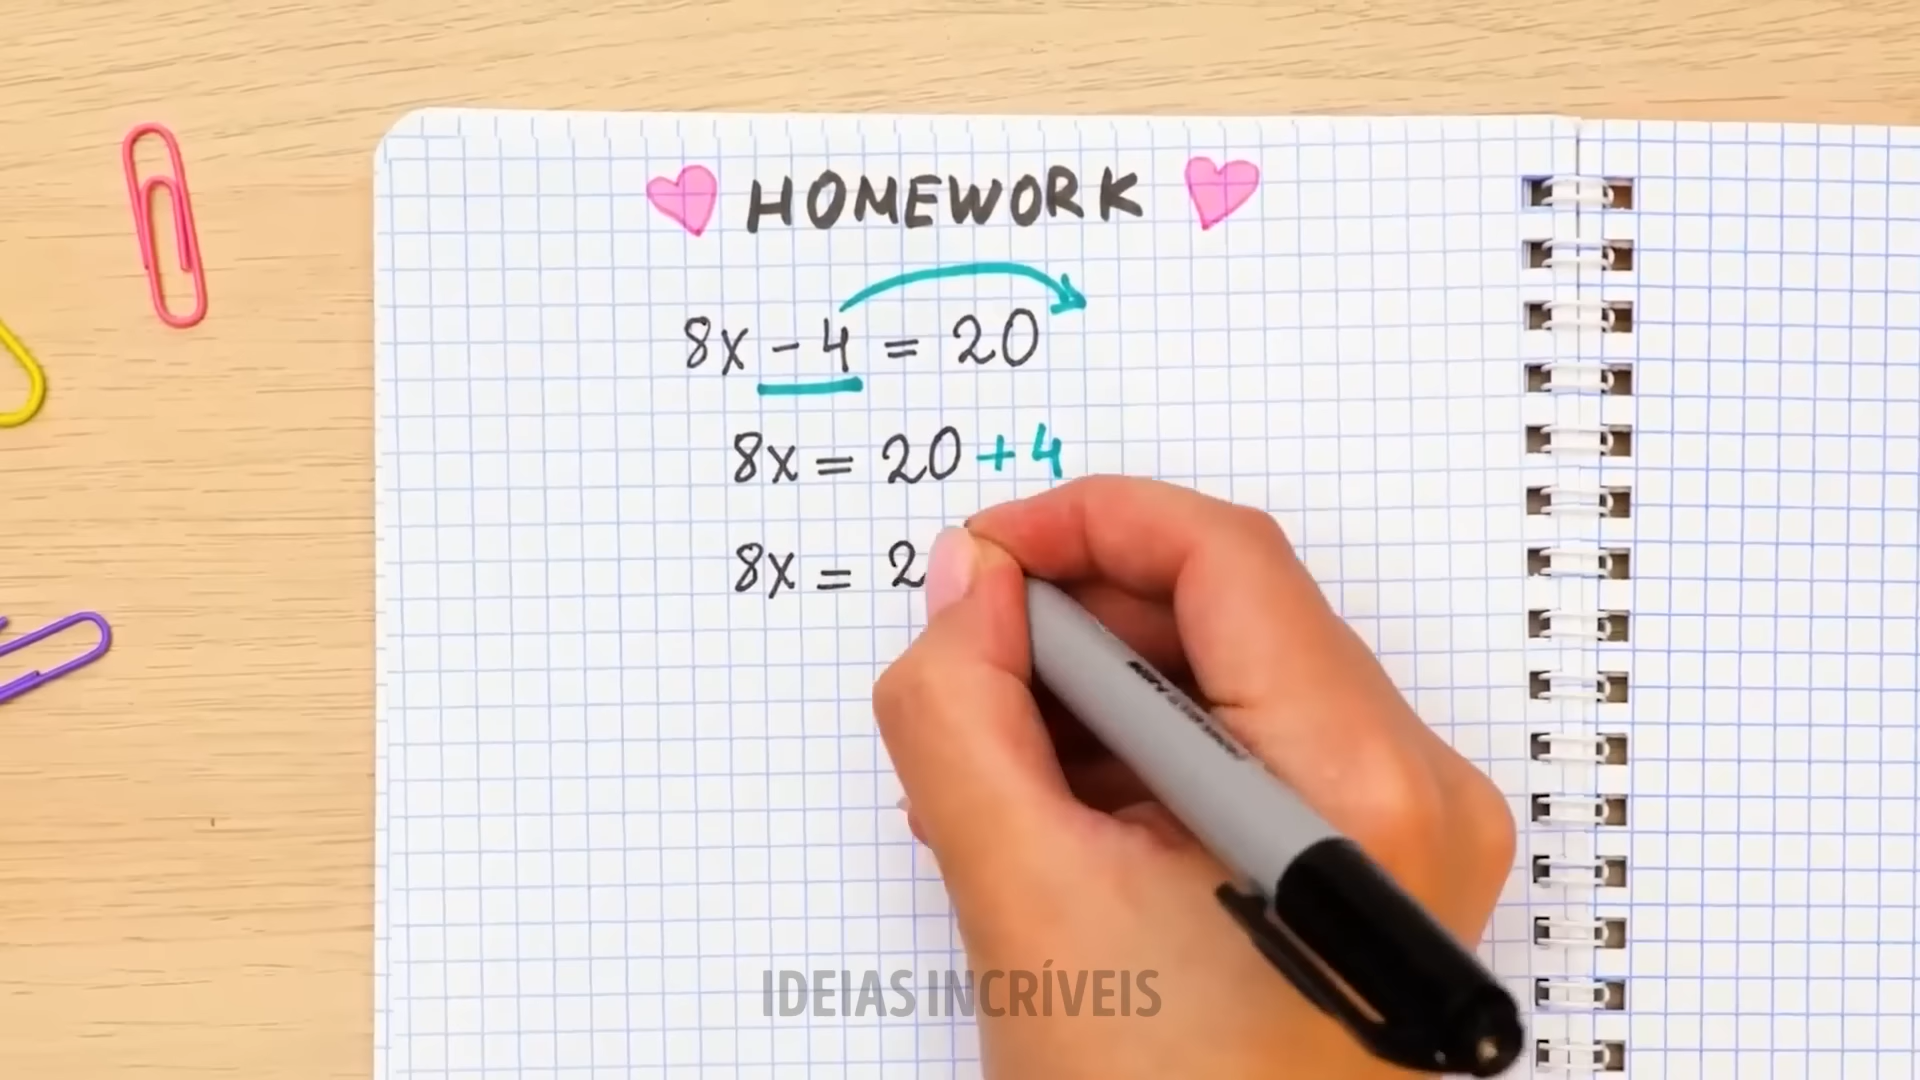 HOMEWORK
8x - 4 = 20
8x = 20 + 4
8x = 2
IDEIAS INCRÍVEIS